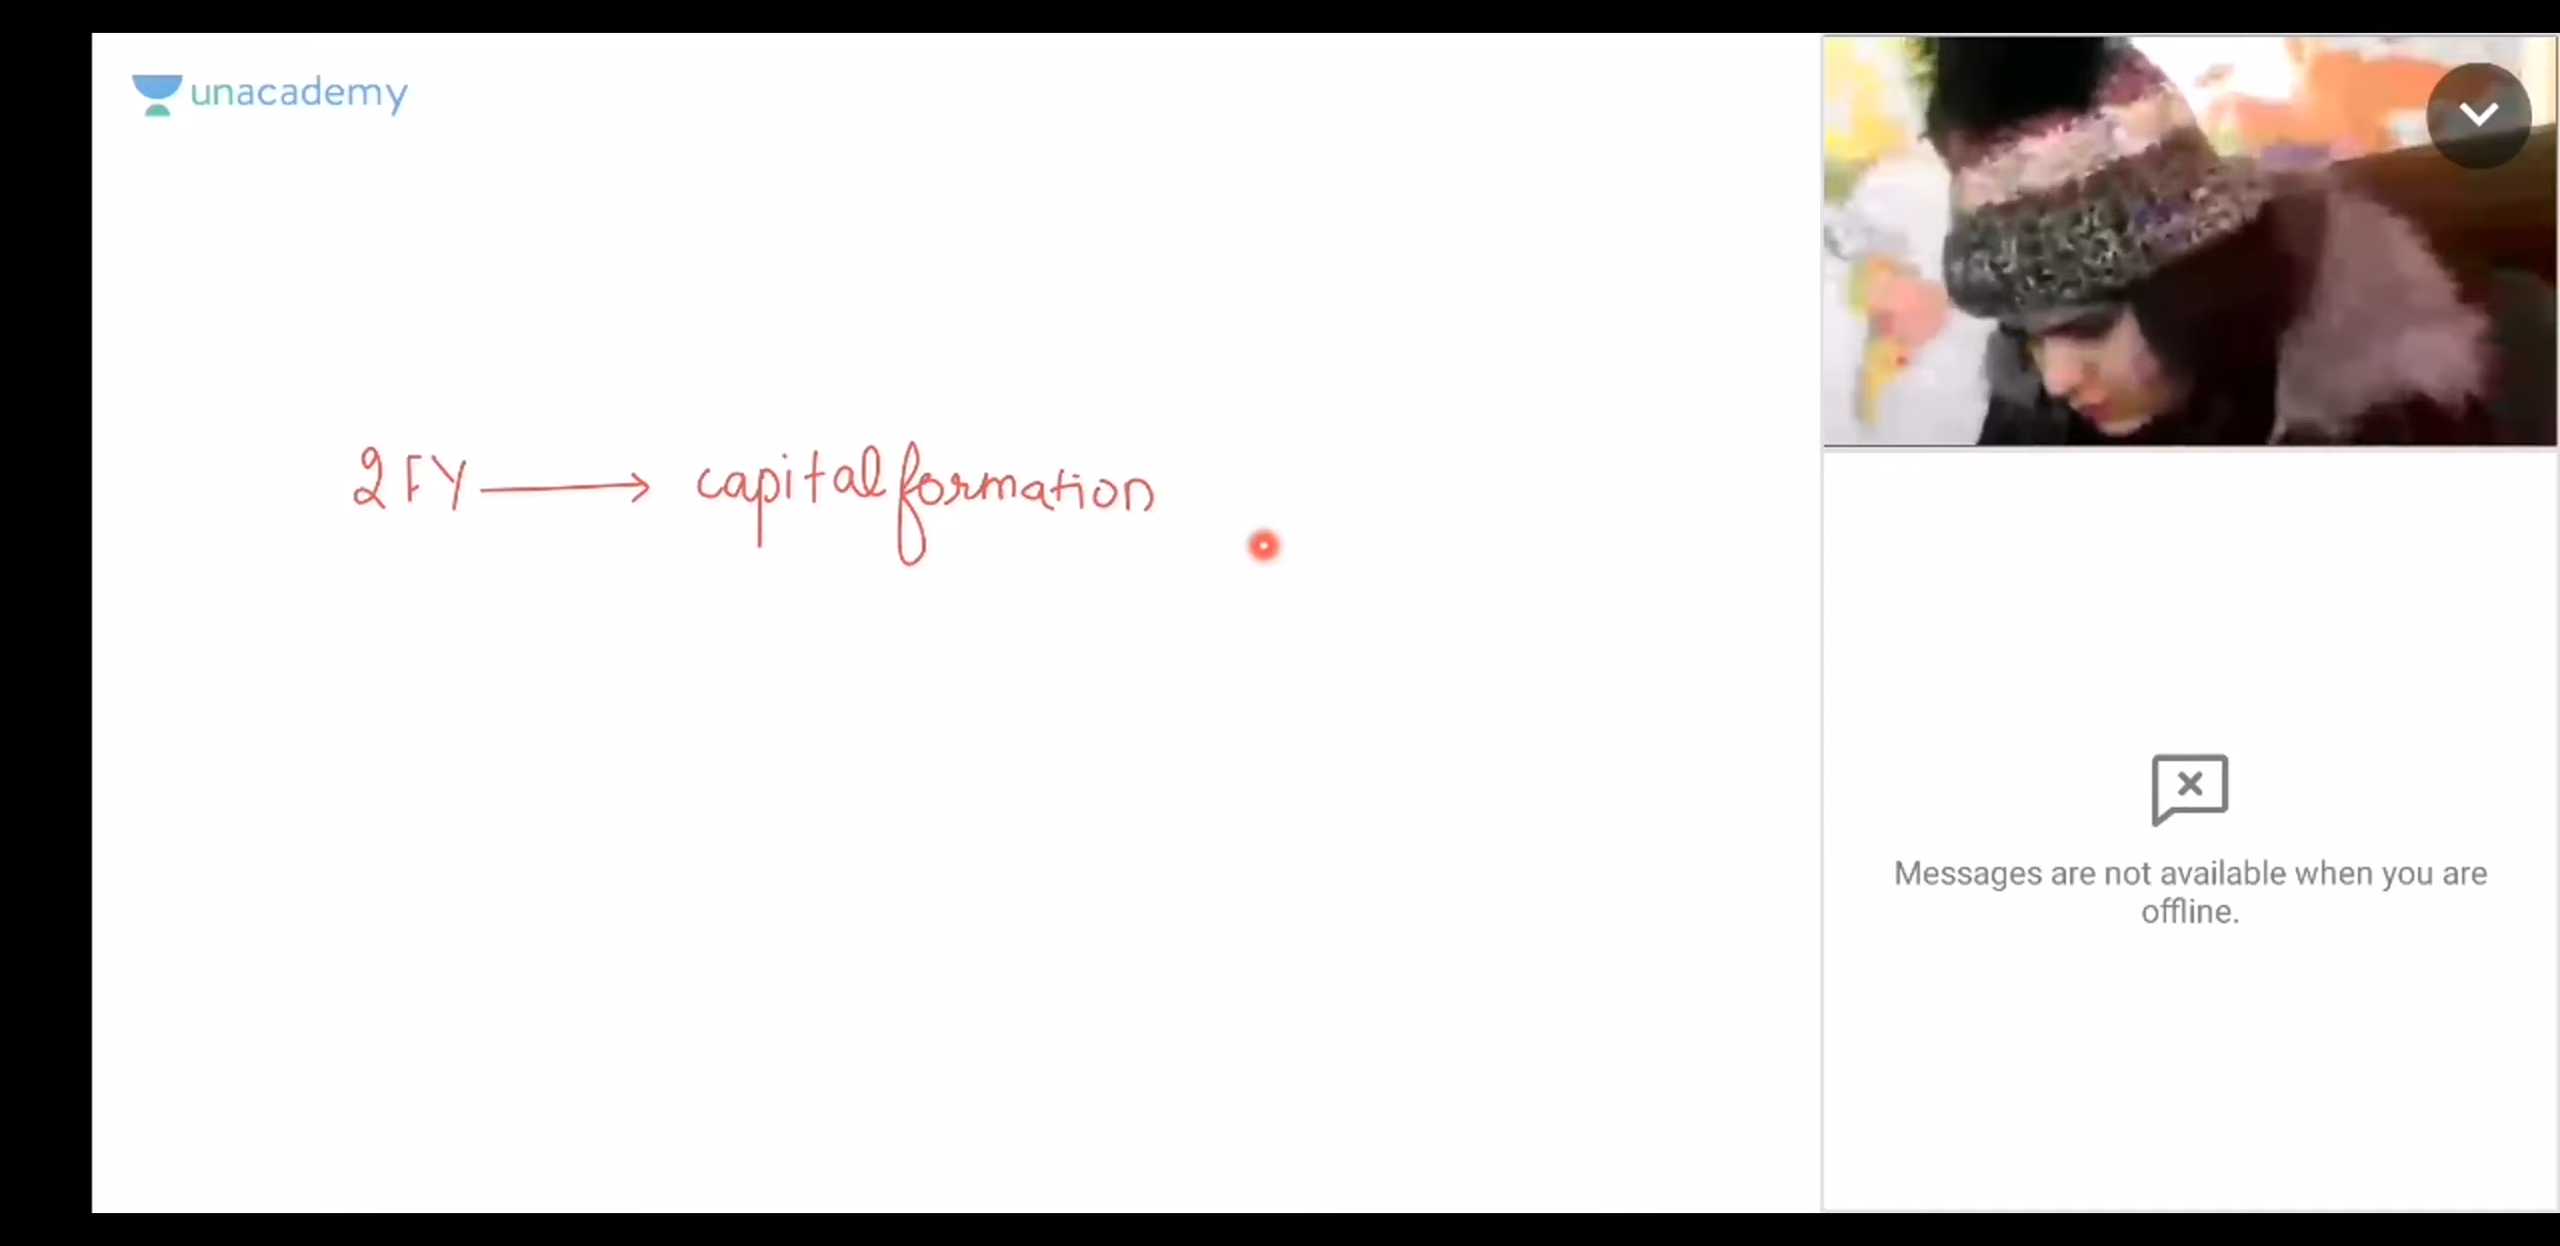 unacademy
2FY → capital formation
Messages are not available when you are
offline.